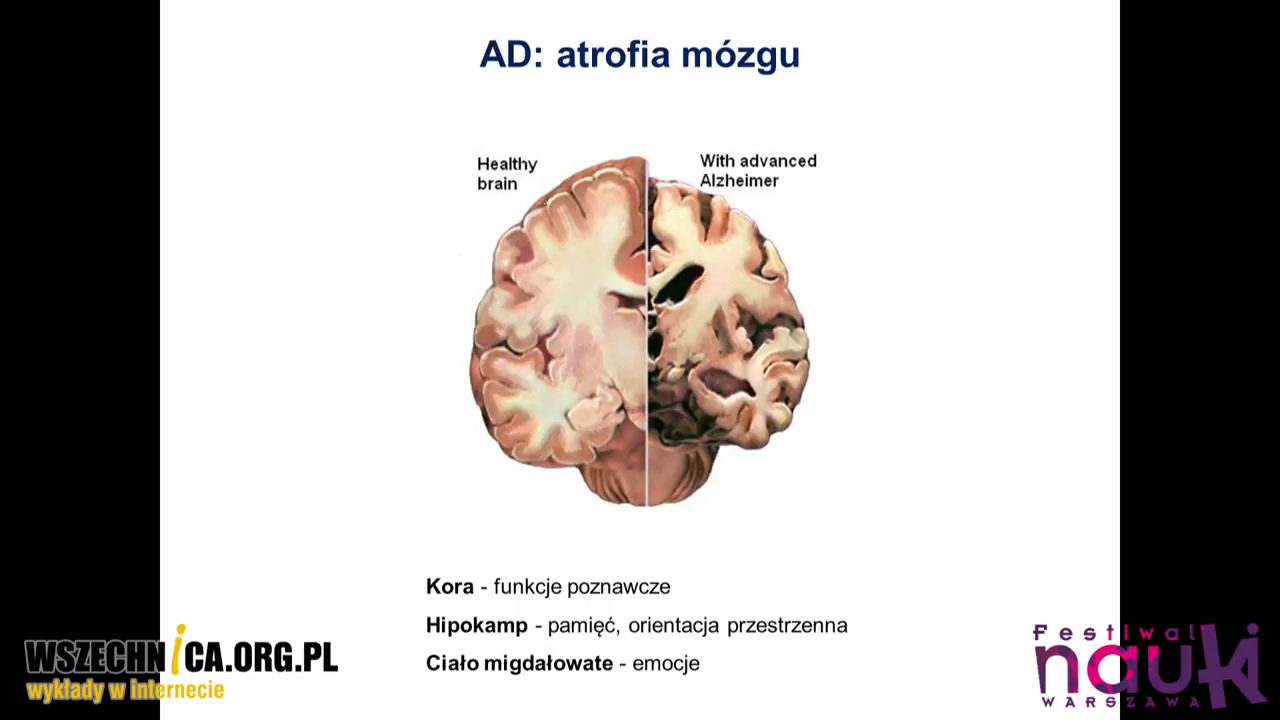 AD: atrofia mózgu
Healthy
brain
With advanced
Alzheimer
Kora - funkcje poznawcze
Hipokamp - pamięć, orientacja przestrzenna
Ciało migdałowate - emocje
WSZECHNiCA.ORG.PL
wykłady w internecie
Festiwal
nauki
WARSZAWA